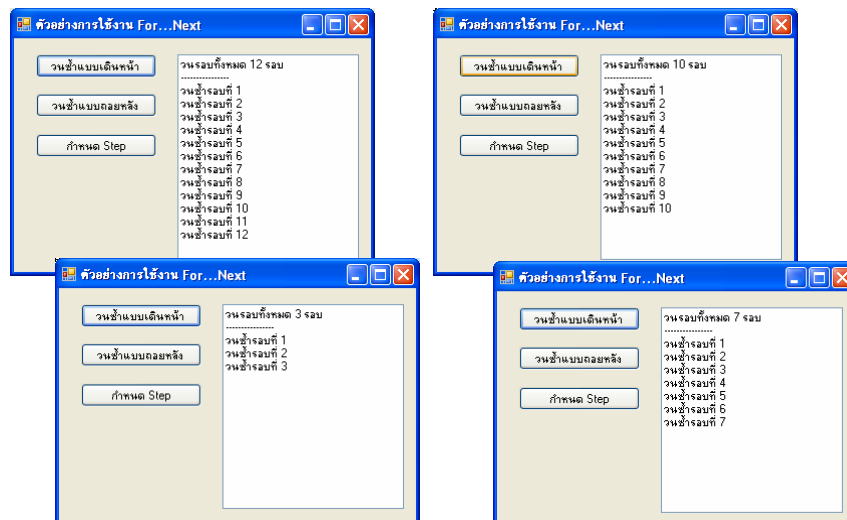 ตัวอย่างการใช้งาน For...Next
วนซ้ำแบบเดินหน้า
วนซ้ำแบบถอยหลัง
กำหนด Step
วนรอบทั้งหมด 12 รอบ
---------------
วนซ้ำรอบที่ 1
วนซ้ำรอบที่ 2
วนซ้ำรอบที่ 3
วนซ้ำรอบที่ 4
วนซ้ำรอบที่ 5
วนซ้ำรอบที่ 6
วนซ้ำรอบที่ 7
วนซ้ำรอบที่ 8
วนซ้ำรอบที่ 9
วนซ้ำรอบที่ 10
วนซ้ำรอบที่ 11
วนซ้ำรอบที่ 12
ตัวอย่างการใช้งาน For...Next
วนซ้ำแบบเดินหน้า
วนซ้ำแบบถอยหลัง
กำหนด Step
วนรอบทั้งหมด 10 รอบ
---------------
วนซ้ำรอบที่ 1
วนซ้ำรอบที่ 2
วนซ้ำรอบที่ 3
วนซ้ำรอบที่ 4
วนซ้ำรอบที่ 5
วนซ้ำรอบที่ 6
วนซ้ำรอบที่ 7
วนซ้ำรอบที่ 8
วนซ้ำรอบที่ 9
วนซ้ำรอบที่ 10
ตัวอย่างการใช้งาน For...Next
วนซ้ำแบบเดินหน้า
วนซ้ำแบบถอยหลัง
กำหนด Step
วนรอบทั้งหมด 3 รอบ
---------------
วนซ้ำรอบที่ 1
วนซ้ำรอบที่ 2
วนซ้ำรอบที่ 3
ตัวอย่างการใช้งาน For...Next
วนซ้ำแบบเดินหน้า
วนซ้ำแบบถอยหลัง
กำหนด Step
วนรอบทั้งหมด 7 รอบ
---------------
วนซ้ำรอบที่ 1
วนซ้ำรอบที่ 2
วนซ้ำรอบที่ 3
วนซ้ำรอบที่ 4
วนซ้ำรอบที่ 5
วนซ้ำรอบที่ 6
วนซ้ำรอบที่ 7